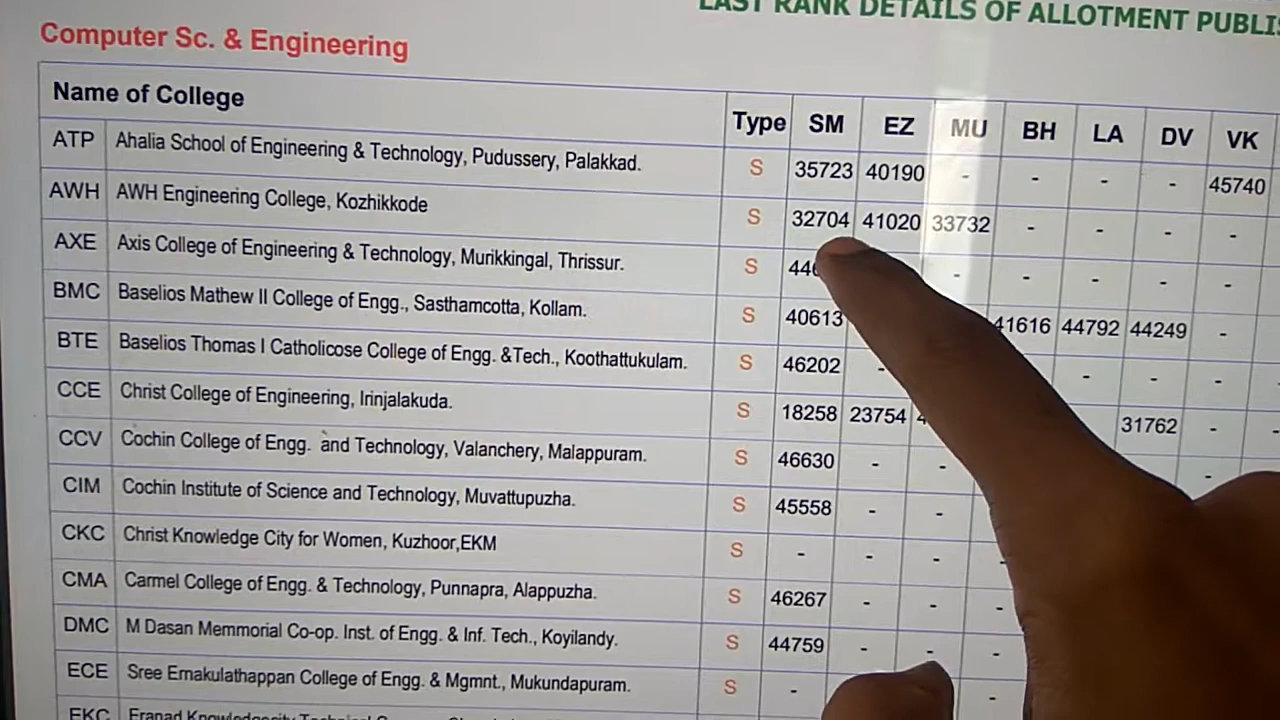 LAST RANK DETAILS OF ALLOTMENT
Computer Sc. & Engineering
Name of College Type SM EZ MU BH LA DV VK
ATP Ahalia School of Engineering & Technology, Pudussery, Palakkad. S 35723 40190 - - - - 45740
AWH AWH Engineering College, Kozhikkode S 32704 41020 33732 - - - -
AXE Axis College of Engineering & Technology, Murikkingal, Thrissur. S - - - - -
BMC Baselios Mathew II College of Engg., Sasthamcotta, Kollam. S 40613 41616 44792 44249 -
BTE Baselios Thomas I Catholicose College of Engg. &Tech., Koothattukulam. S 46202 - - - - -
CCE Christ College of Engineering, Irinjalakuda. S 18258 23754 31762 - -
CCV Cochin College of Engg. and Technology, Valanchery, Malappuram. S 46630 - - - -
CIM Cochin Institute of Science and Technology, Muvattupuzha. S 45558 - -
CKC Christ Knowledge City for Women, Kuzhoor,EKM S - - - -
CMA Carmel College of Engg. & Technology, Punnapra, Alappuzha. S 46267 - - -
DMC M Dasan Memmorial Co-op. Inst. of Engg. & Inf. Tech., Koyilandy. S 44759 - - -
ECE Sree Ernakulathappan College of Engg. & Mgmnt., Mukundapuram. S - -